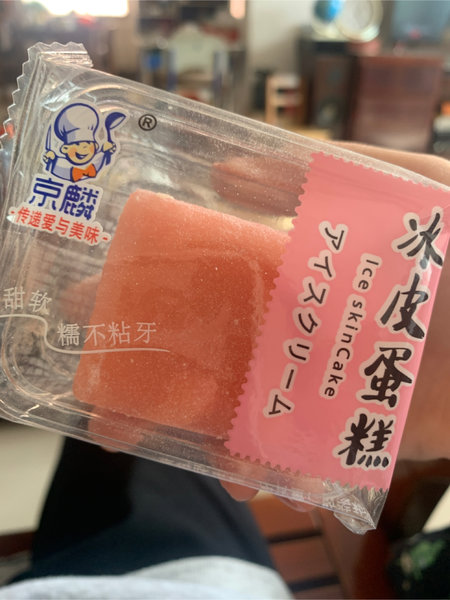 ®
京麟
传递爱与美味
甜软
糯不粘牙
冰皮蛋糕
Ice skincake
アイスクリーム